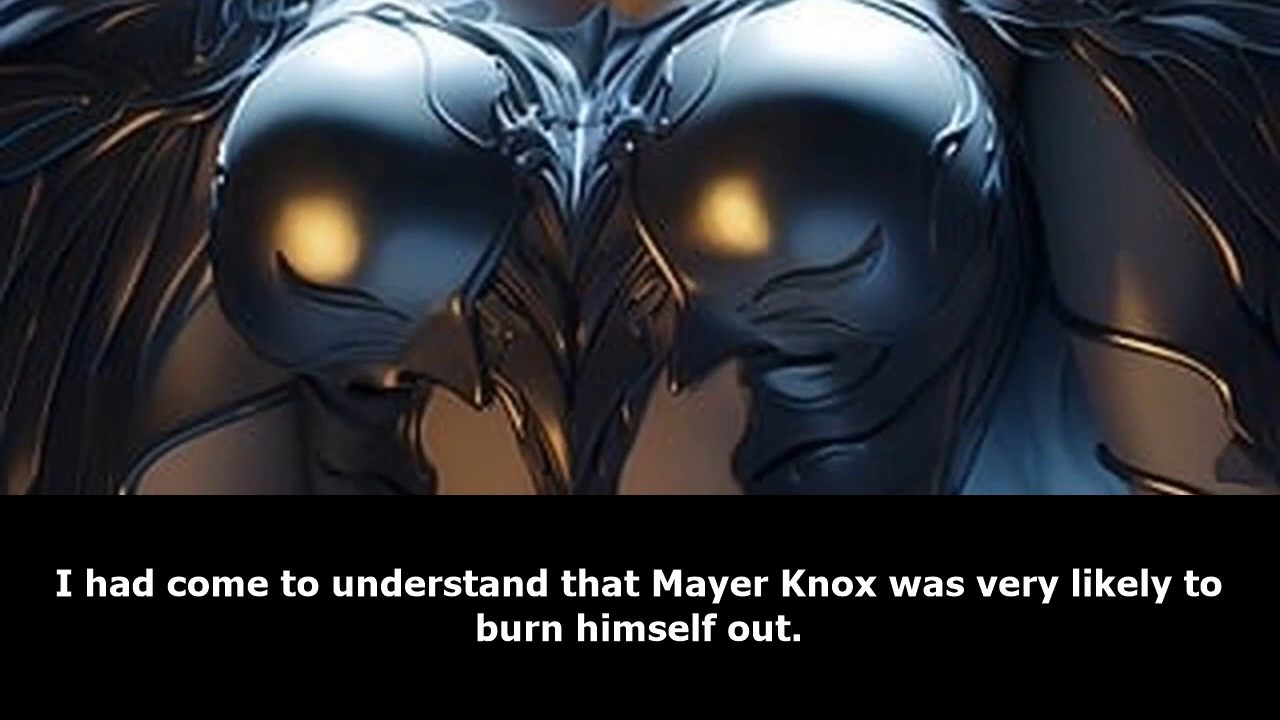 I had come to understand that Mayer Knox was very likely to
burn himself out.